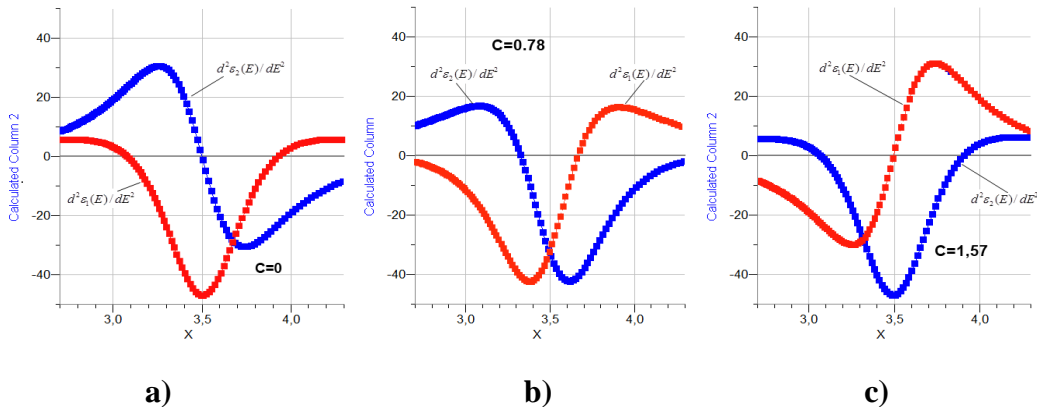 40
20
0
-20
-40
3,0
3,5
4,0
X
Calculated Column 2
d²ε₂(E)/dE²
d²ε₁(E)/dE²
C=0
40
20
0
-20
-40
3,0
3,5
4,0
X
Calculated Column
C=0.78
d²ε₂(E)/dE²
d²ε₁(E)/dE²
40
20
0
-20
-40
3,0
3,5
4,0
X
Calculated Column 2
d²ε₁(E)/dE²
d²ε₂(E)/dE²
C=1,57
a)
b)
c)